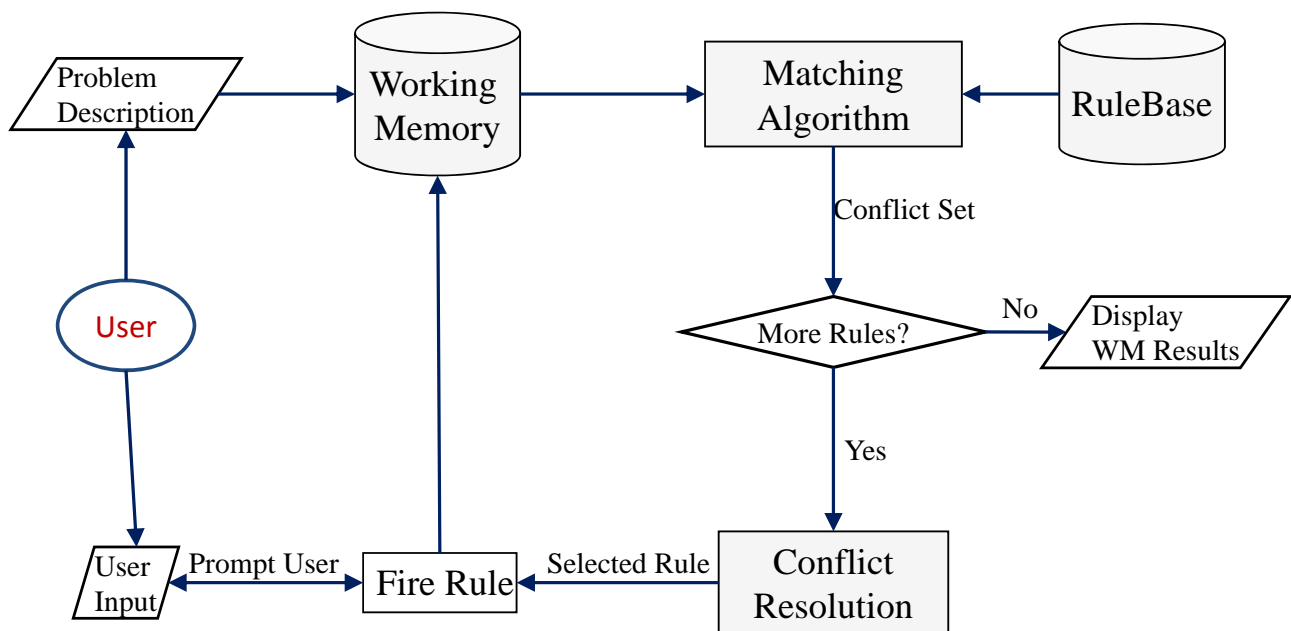 Problem
Description
Working
Memory
Matching
Algorithm
RuleBase
Conflict Set
User
More Rules?
No
Display
WM Results
Yes
User
Input
Prompt User
Fire Rule
Selected Rule
Conflict
Resolution